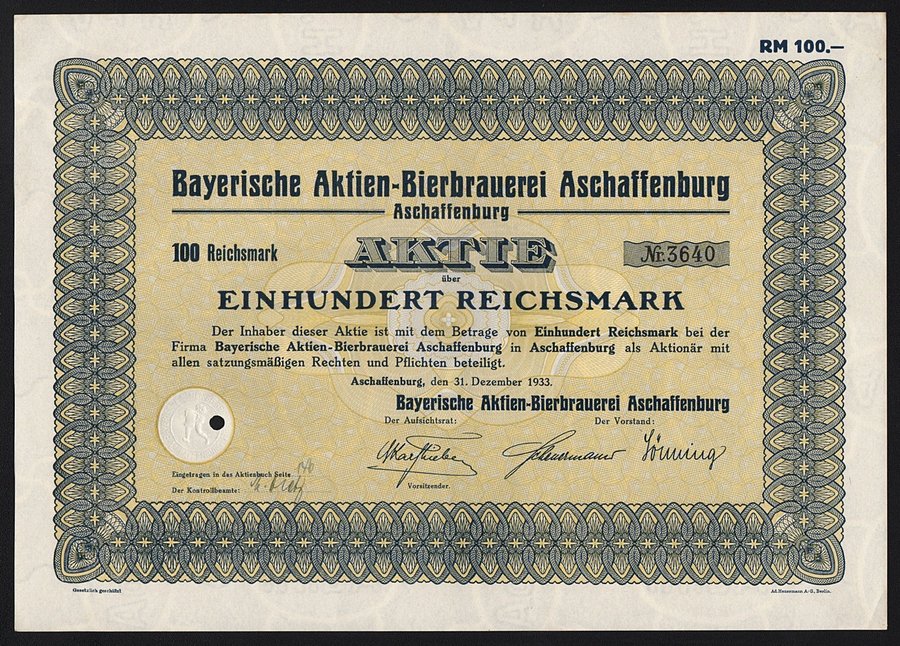 RM 100.—
Bayerische Aktien-Bierbrauerei Aschaffenburg
Aschaffenburg
100 Reichsmark
AKTIE
Nr. 3640
über
EINHUNDERT REICHSMARK
Der Inhaber dieser Aktie ist mit dem Betrage von Einhundert Reichsmark bei der
Firma Bayerische Aktien-Bierbrauerei Aschaffenburg in Aschaffenburg als Aktionär mit
allen satzungsmäßigen Rechten und Pflichten beteiligt.
Aschaffenburg, den 31. Dezember 1933.
Bayerische Aktien-Bierbrauerei Aschaffenburg
Der Aufsichtsrat:
Der Vorstand:
Vorsitzender.
Eingetragen in das Aktienbuch Seite
Der Kontrollbeamte:
Gesetzlich geschützt